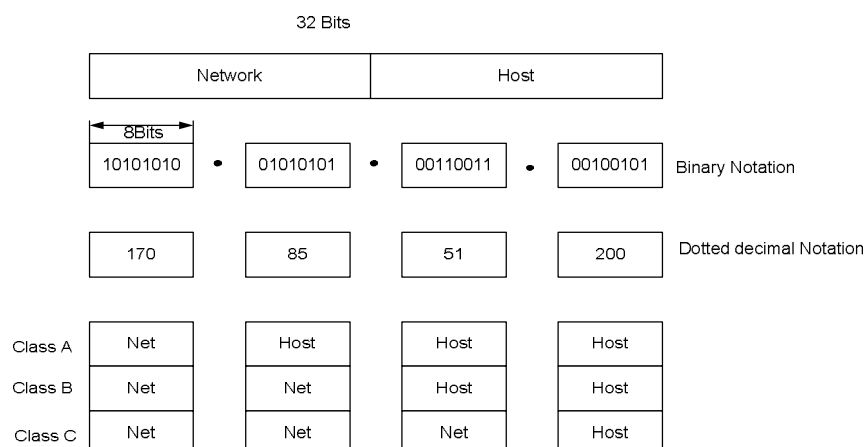 32 Bits
Network Host
8Bits
10101010 • 01010101 • 00110011 • 00100101 Binary Notation
170 85 51 200 Dotted decimal Notation
Class A Net Host Host Host
Class B Net Net Host Host
Class C Net Net Net Host